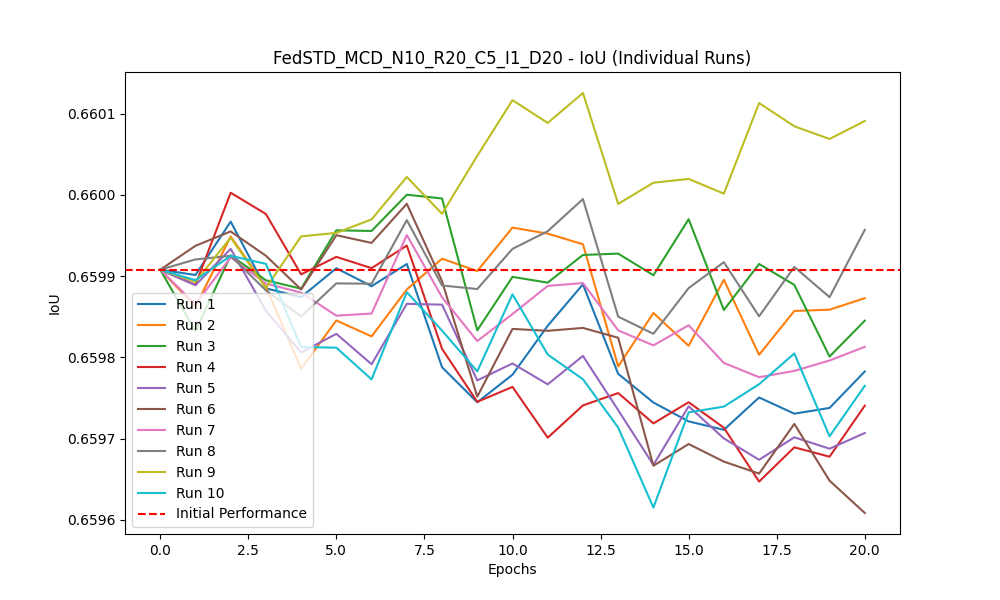 FedSTD_MCD_N10_R20_C5_I1_D20 - IoU (Individual Runs)
IoU
0.6601
0.6600
0.6599
0.6598
0.6597
0.6596
Run 1
Run 2
Run 3
Run 4
Run 5
Run 6
Run 7
Run 8
Run 9
Run 10
Initial Performance
0.0 2.5 5.0 7.5 10.0 12.5 15.0 17.5 20.0
Epochs